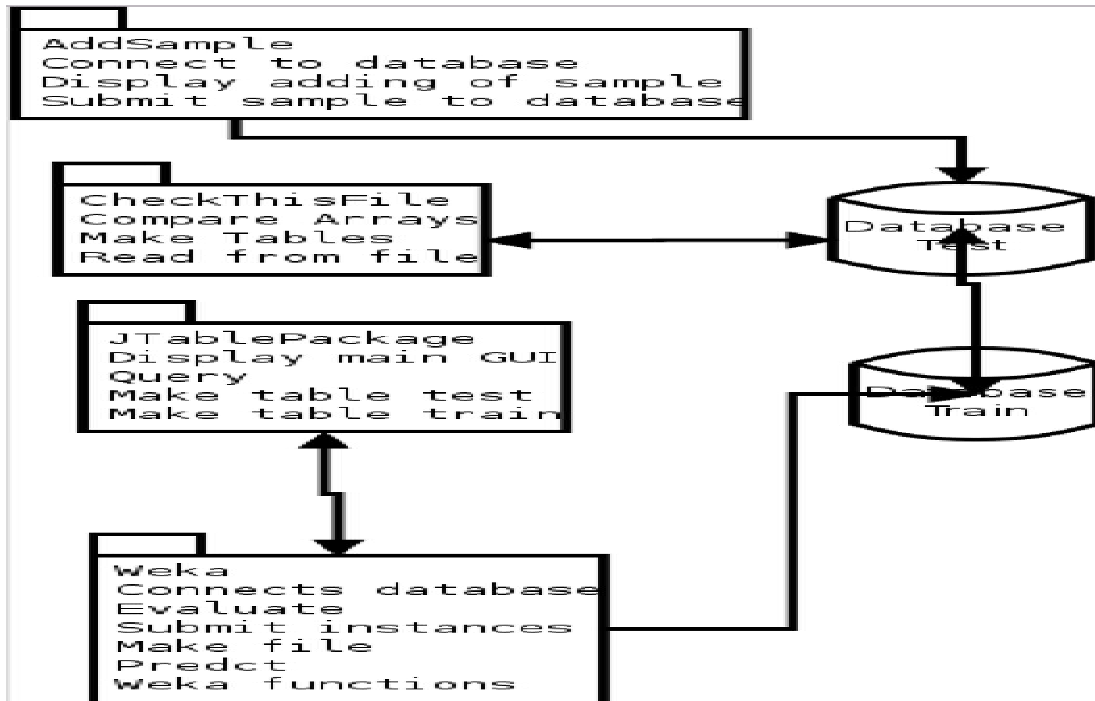 AddSample
Connect to database
Display adding of sample
Submit sample to database
CheckThisFile
Compare Arrays
Make Tables
Read from file
Database
Test
JTablePackage
Display main GUI
Query
Make table test
Make table train
Database
Train
Weka
Connects database
Evaluate
Submit instances
Make file
Predct
Weka functions